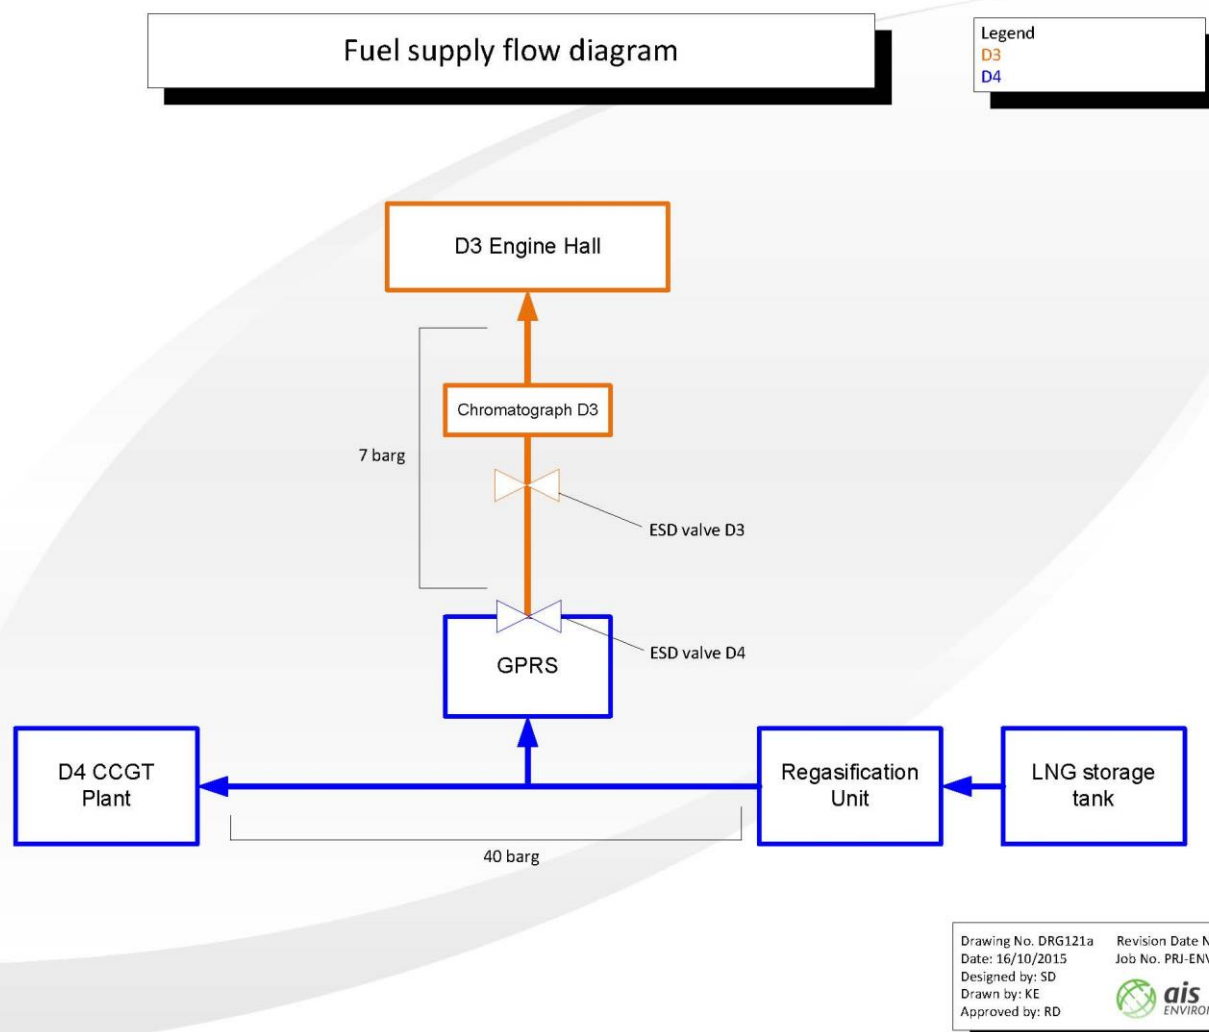 Fuel supply flow diagram
Legend
D3
D4
D3 Engine Hall
Chromatograph D3
7 barg
ESD valve D3
ESD valve D4
GPRS
D4 CCGT
Plant
Regasification
Unit
LNG storage
tank
40 barg
Drawing No. DRG121a
Date: 16/10/2015
Designed by: SD
Drawn by: KE
Approved by: RD
Revision Date
Job No. PRJ-ENV
ais